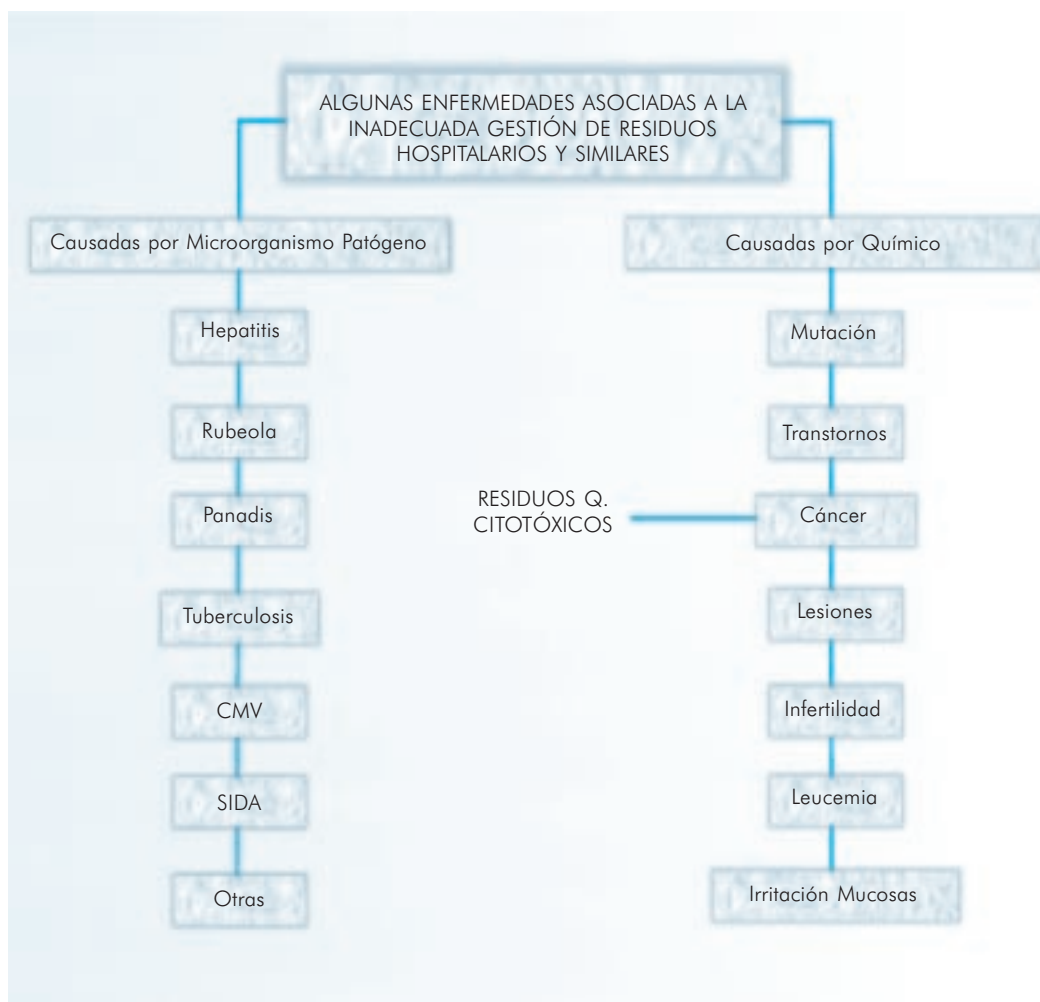 ALGUNAS ENFERMEDADES ASOCIADAS A LA
INADECUADA GESTIÓN DE RESIDUOS
HOSPITALARIOS Y SIMILARES
Causadas por Microorganismo Patógeno
Hepatitis
Rubeola
Panadis
Tuberculosis
CMV
SIDA
Otras
Causadas por Químico
Mutación
Transtornos
RESIDUOS Q.
CITOTÓXICOS
Cáncer
Lesiones
Infertilidad
Leucemia
Irritación Mucosas